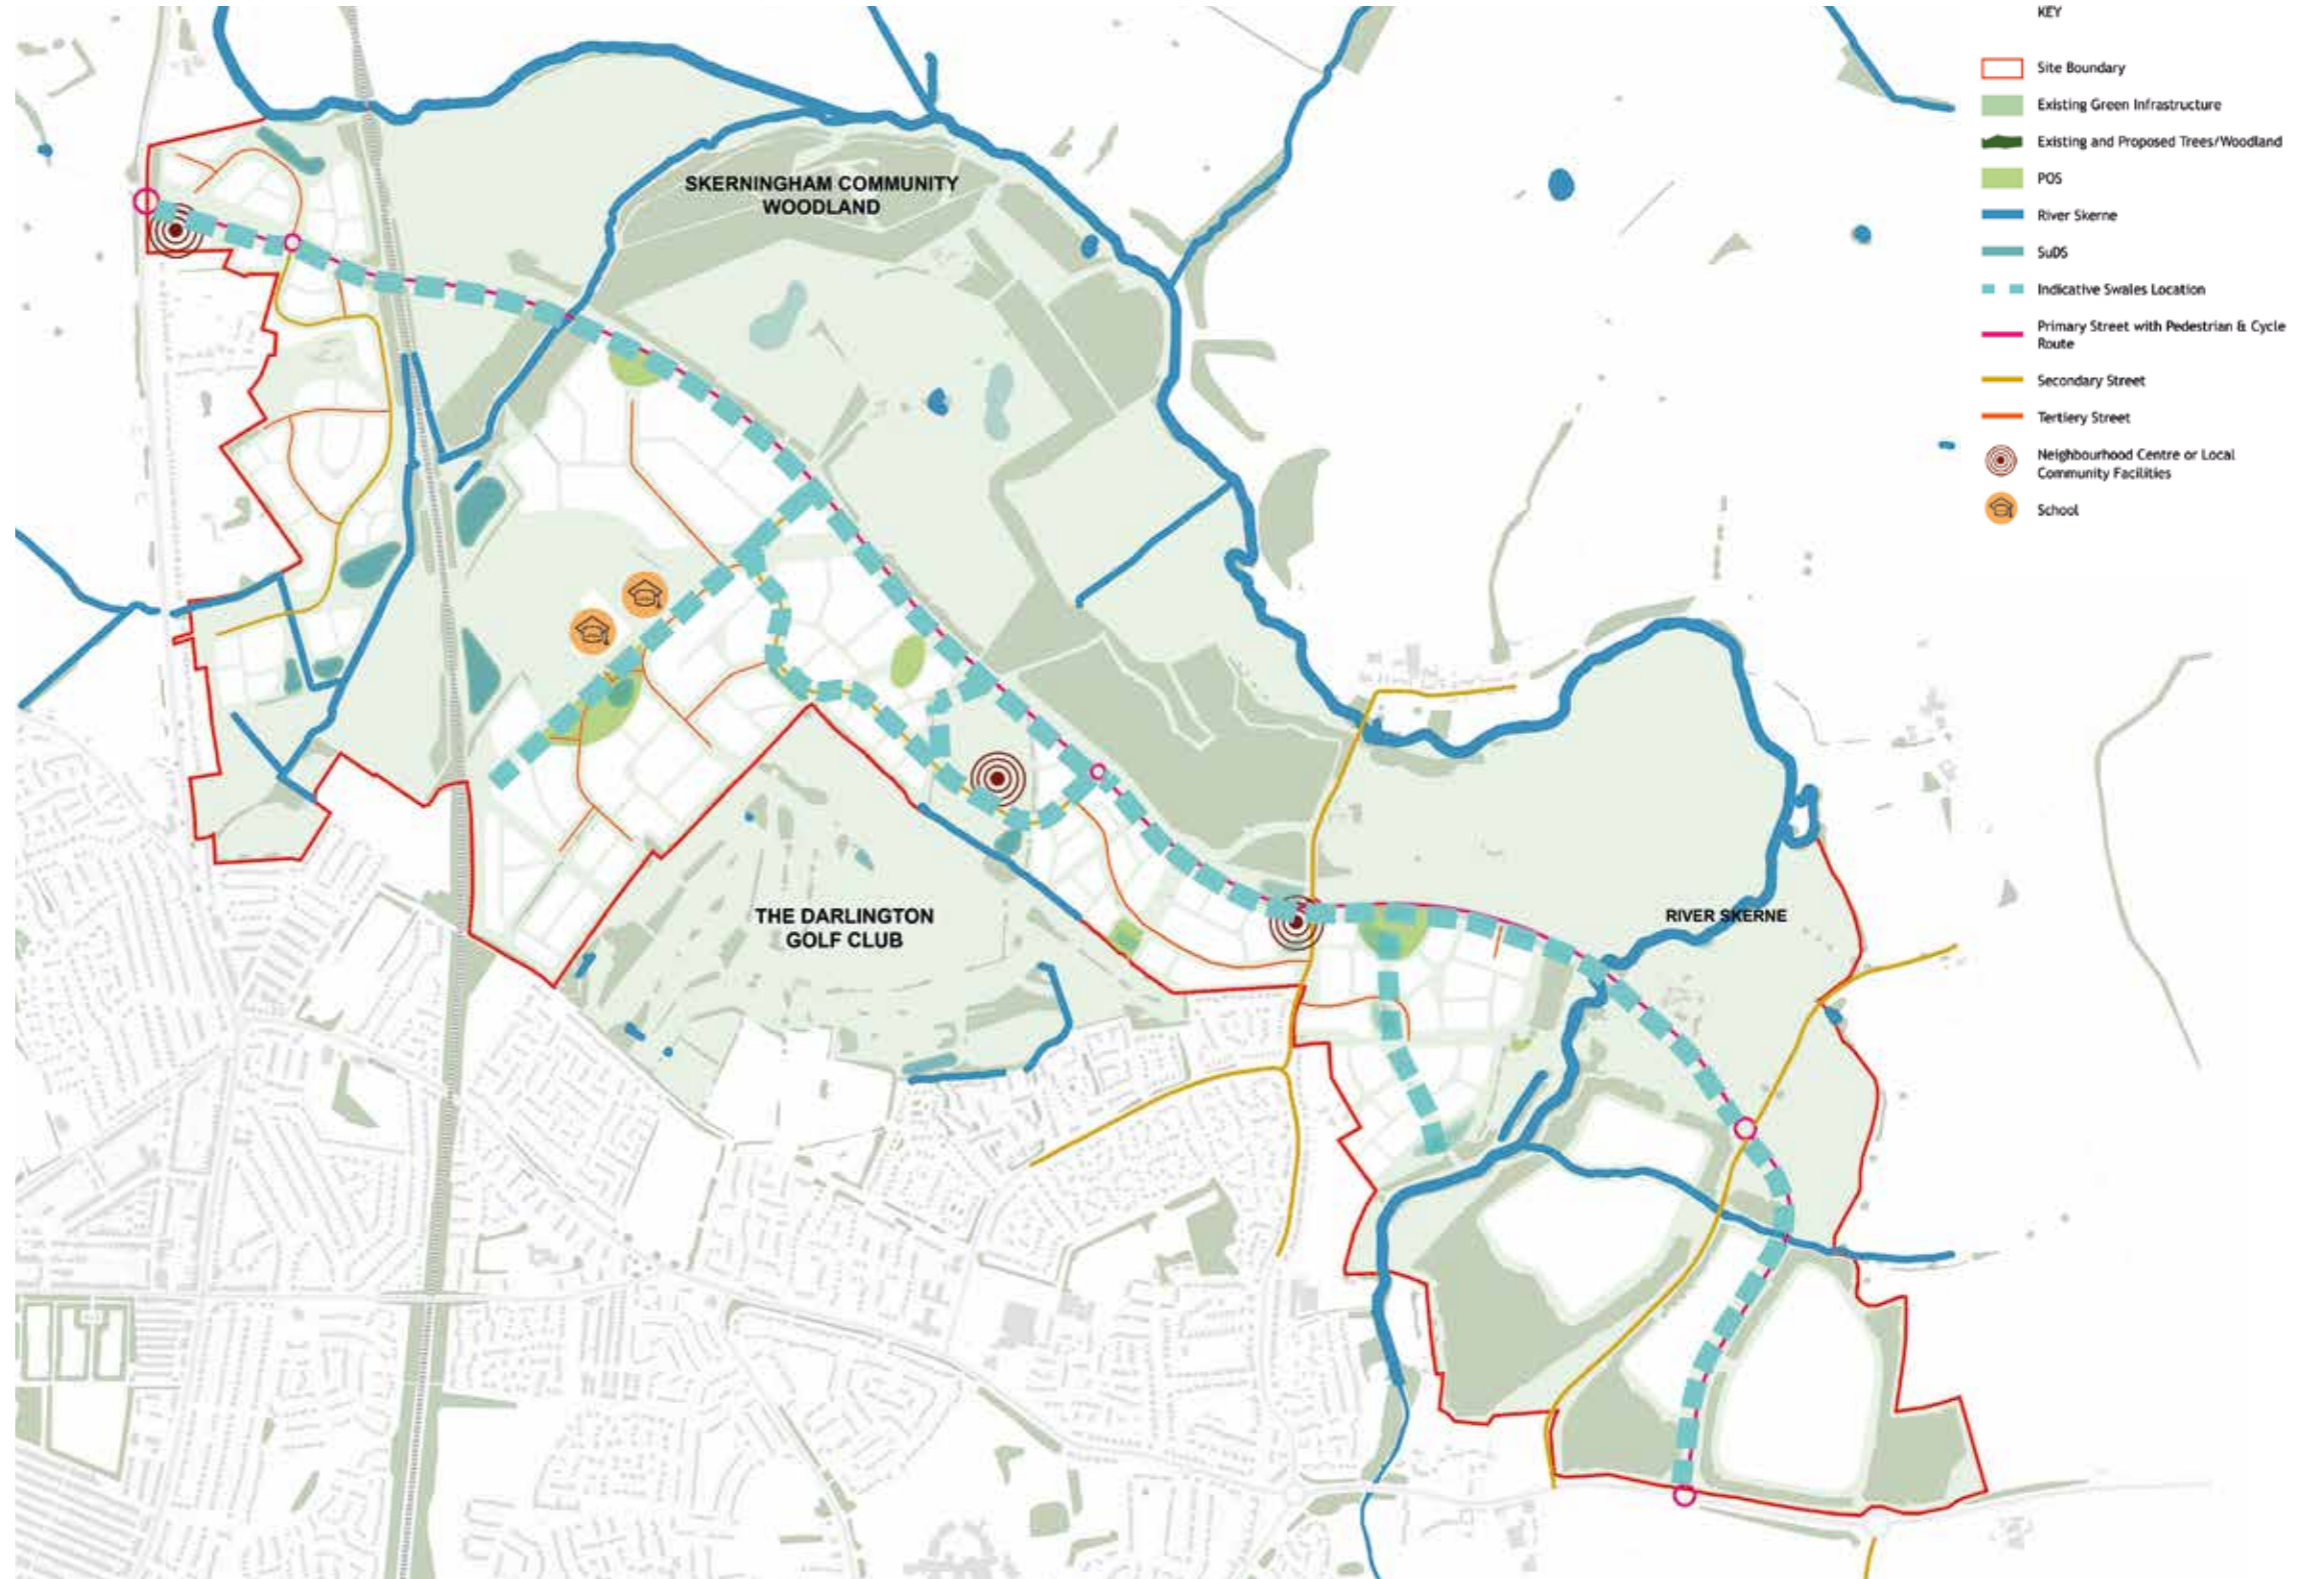 KEY
Site Boundary
Existing Green Infrastructure
Existing and Proposed Trees/Woodland
POS
River Skerne
SuDS
Indicative Swales Location
Primary Street with Pedestrian & Cycle
Route
Secondary Street
Tertiery Street
Neighbourhood Centre or Local
Community Facilities
School
SKERNINGHAM COMMUNITY
WOODLAND
THE DARLINGTON
GOLF CLUB
RIVER SKERNE